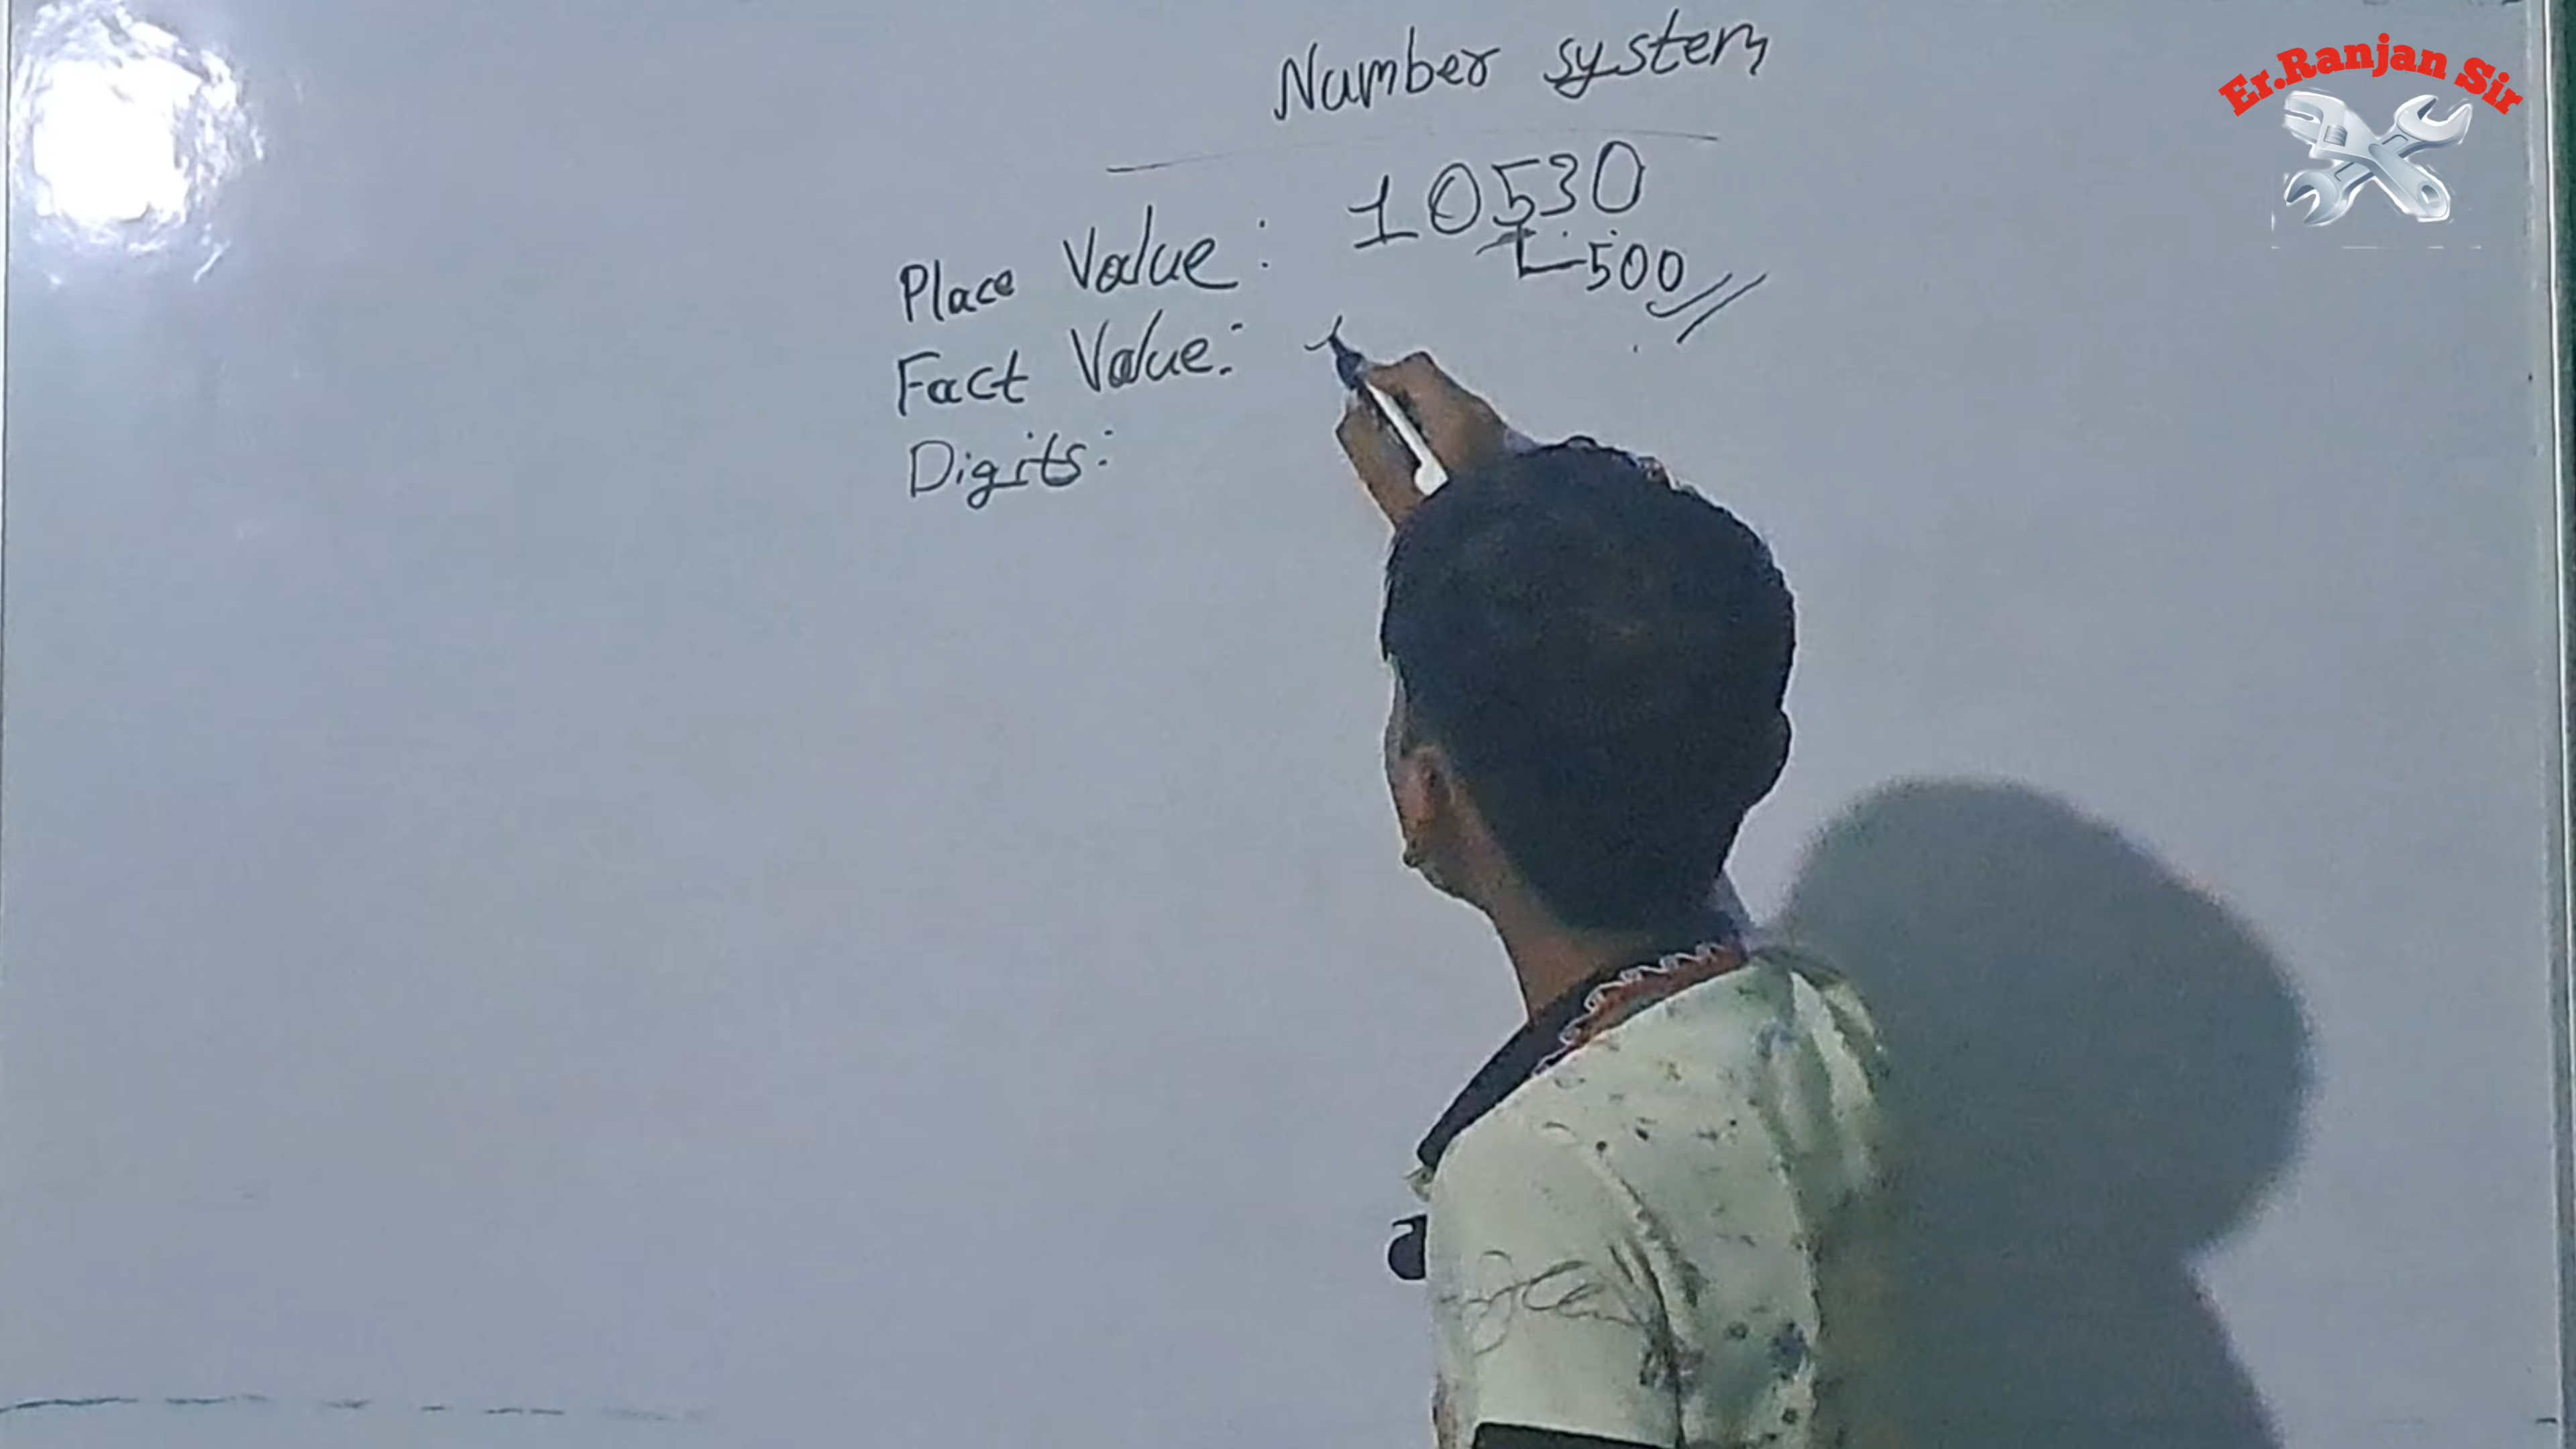 Number system
Er.Ranjan Sir
Place Value: 10530
500
Fact Value:
Digits: